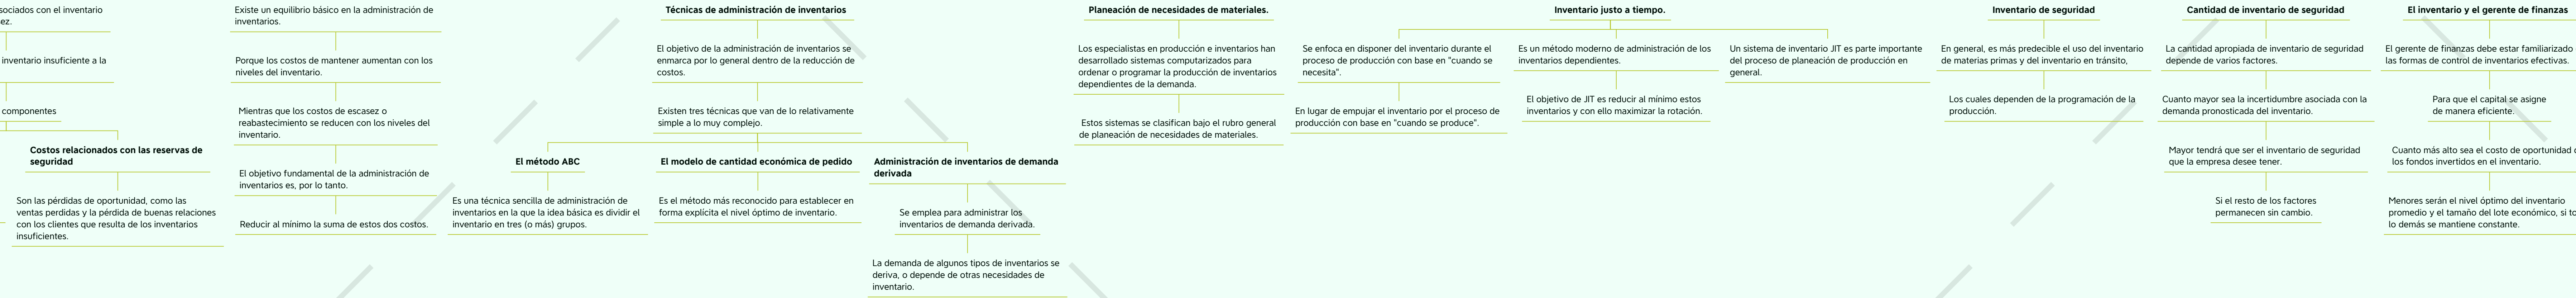 sociados con el inventario
ez.
inventario insuficiente a la
componentes
Costos relacionados con las reservas de
seguridad
Son las pérdidas de oportunidad, como las
ventas perdidas y la pérdida de buenas relaciones
con los clientes que resulta de los inventarios
insuficientes.
Existe un equilibrio básico en la administración de
inventarios.
Porque los costos de mantener aumentan con los
niveles del inventario.
Mientras que los costos de escasez o
reabastecimiento se reducen con los niveles del
inventario.
El objetivo fundamental de la administración de
inventarios es, por lo tanto.
Reducir al mínimo la suma de estos dos costos.
Técnicas de administración de inventarios
El objetivo de la administración de inventarios se
enmarca por lo general dentro de la reducción de
costos.
Existen tres técnicas que van de lo relativamente
simple a lo muy complejo.
El método ABC
Es una técnica sencilla de administración de
inventarios en la que la idea básica es dividir el
inventario en tres (o más) grupos.
El modelo de cantidad económica de pedido
Es el método más reconocido para establecer en
forma explícita el nivel óptimo de inventario.
Administración de inventarios de demanda
derivada
Se emplea para administrar los
inventarios de demanda derivada.
La demanda de algunos tipos de inventarios se
deriva, o depende de otras necesidades de
inventario.
Planeación de necesidades de materiales.
Los especialistas en producción e inventarios han
desarrollado sistemas computarizados para
ordenar o programar la producción de inventarios
dependientes de la demanda.
Estos sistemas se clasifican bajo el rubro general
de planeación de necesidades de materiales.
Inventario justo a tiempo.
Se enfoca en disponer del inventario durante el
proceso de producción con base en "cuando se
necesita".
En lugar de empujar el inventario por el proceso de
producción con base en "cuando se produce".
Es un método moderno de administración de los
inventarios dependientes.
El objetivo de JIT es reducir al mínimo estos
inventarios y con ello maximizar la rotación.
Un sistema de inventario JIT es parte importante
del proceso de planeación de producción en
general.
Inventario de seguridad
En general, es más predecible el uso del inventario
de materias primas y del inventario en tránsito,
Los cuales dependen de la programación de la
producción.
Cantidad de inventario de seguridad
La cantidad apropiada de inventario de seguridad
depende de varios factores.
Cuanto mayor sea la incertidumbre asociada con la
demanda pronosticada del inventario.
Mayor tendrá que ser el inventario de seguridad
que la empresa desee tener.
Si el resto de los factores
permanecen sin cambio.
El inventario y el gerente de finanzas
El gerente de finanzas debe estar familiarizado
las formas de control de inventarios efectivas.
Para que el capital se asigne
de manera eficiente.
Cuanto más alto sea el costo de oportunidad
los fondos invertidos en el inventario.
Menores serán el nivel óptimo del inventario
promedio y el tamaño del lote económico, si
lo demás se mantiene constante.